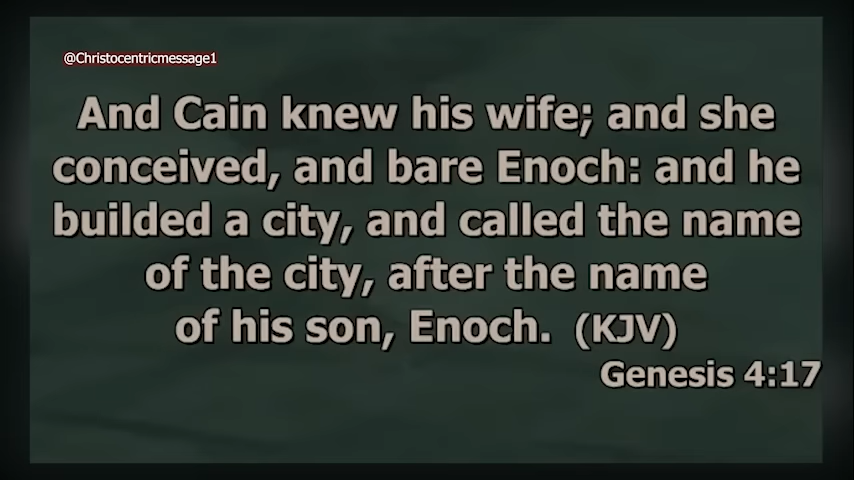 @Christocentricmessage1
And Cain knew his wife; and she
conceived, and bare Enoch: and he
builded a city, and called the name
of the city, after the name
of his son, Enoch. (KJV)
Genesis 4:17